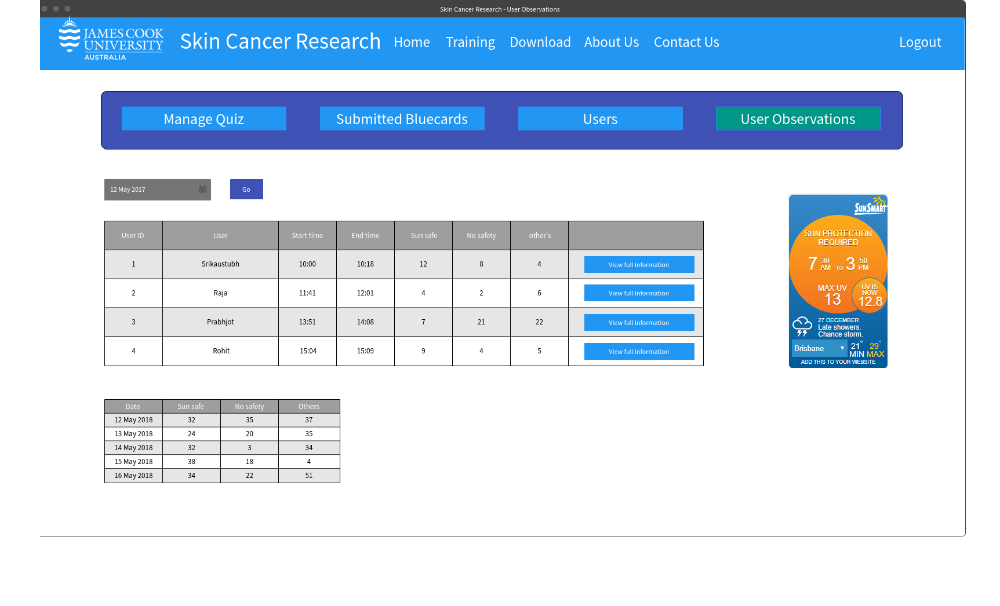 Skin Cancer Research - User Observations
JAMES COOK
UNIVERSITY
AUSTRALIA
Skin Cancer Research Home Training Download About Us Contact Us Logout
Manage Quiz Submitted Bluecards Users User Observations
12 May 2017 Go
User ID User Start time End time Sun safe No safety other's
1 Srikaustubh 10:00 10:18 12 8 4 View full information
2 Raja 11:41 12:01 4 2 6 View full information
3 Prabhjot 13:51 14:08 7 21 22 View full information
4 Rohit 15:04 15:09 9 4 5 View full information
SUNSMART
SUN PROTECTION
REQUIRED
7 30 AM TO 3 50 PM
MAX UV
13
UV IS
NOW
12.8
27 DECEMBER
Late showers.
Chance storm.
Brisbane ▼ 21° 29°
MIN MAX
ADD THIS TO YOUR WEBSITE
Date Sun safe No safety Others
12 May 2018 32 35 37
13 May 2018 24 20 35
14 May 2018 32 3 34
15 May 2018 38 18 4
16 May 2018 34 22 51